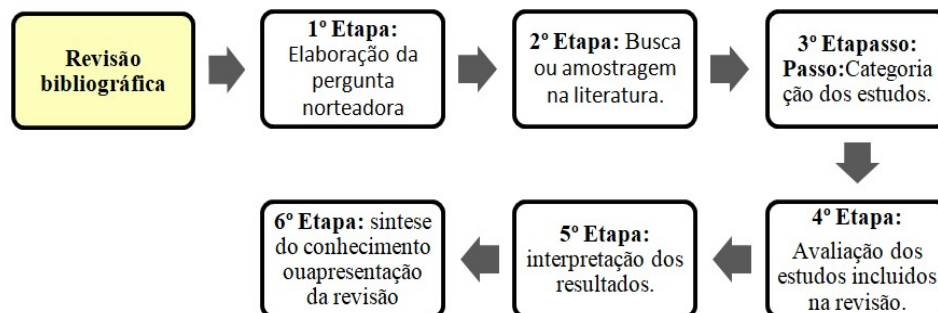 Revisão
bibliográfica
1º Etapa:
Elaboração da
pergunta
norteadora
2º Etapa: Busca
ou amostragem
na literatura.
3º Etapasso:
Passo:Categoria
ção dos estudos.
4º Etapa:
Avaliação dos
estudos incluidos
na revisão.
5º Etapa:
interpretação dos
resultados.
6º Etapa: sintese
do conhecimento
ouapresentação
da revisão